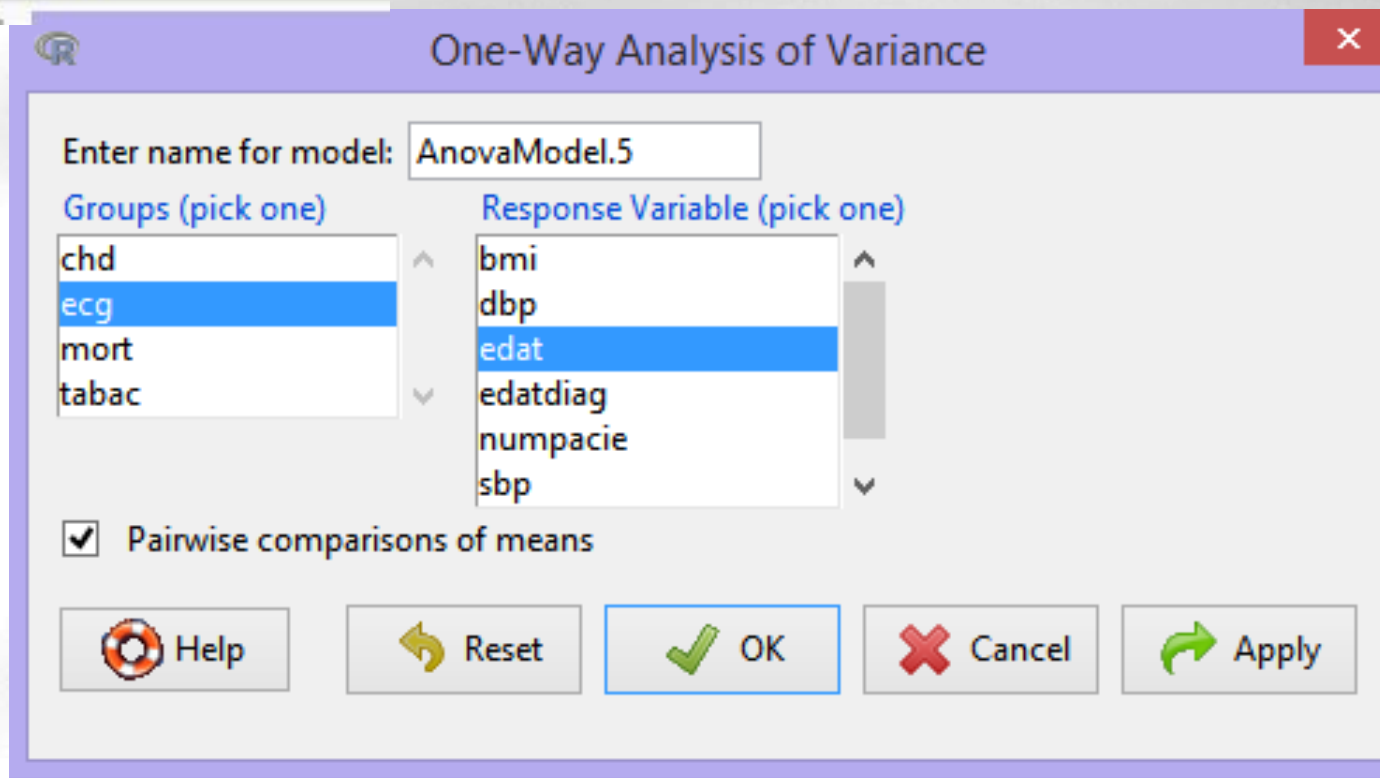 One-Way Analysis of Variance
Enter name for model: AnovaModel.5
Groups (pick one) Response Variable (pick one)
chd bmi
ecg dbp
mort edat
tabac edatdiag
numpacie
sbp
Pairwise comparisons of means
Help Reset OK Cancel Apply